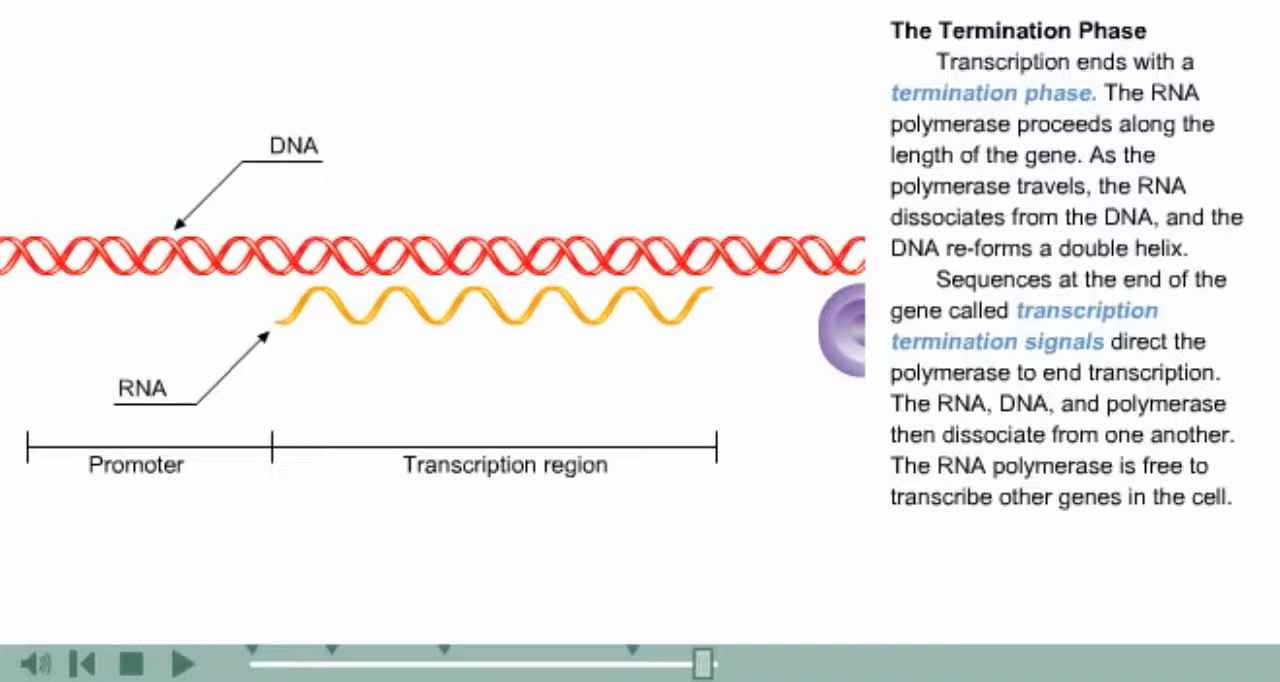 The Termination Phase
Transcription ends with a
termination phase. The RNA
polymerase proceeds along the
length of the gene. As the
polymerase travels, the RNA
dissociates from the DNA, and the
DNA re-forms a double helix.
Sequences at the end of the
gene called transcription
termination signals direct the
polymerase to end transcription.
The RNA, DNA, and polymerase
then dissociate from one another.
The RNA polymerase is free to
transcribe other genes in the cell.
DNA
RNA
Promoter
Transcription region